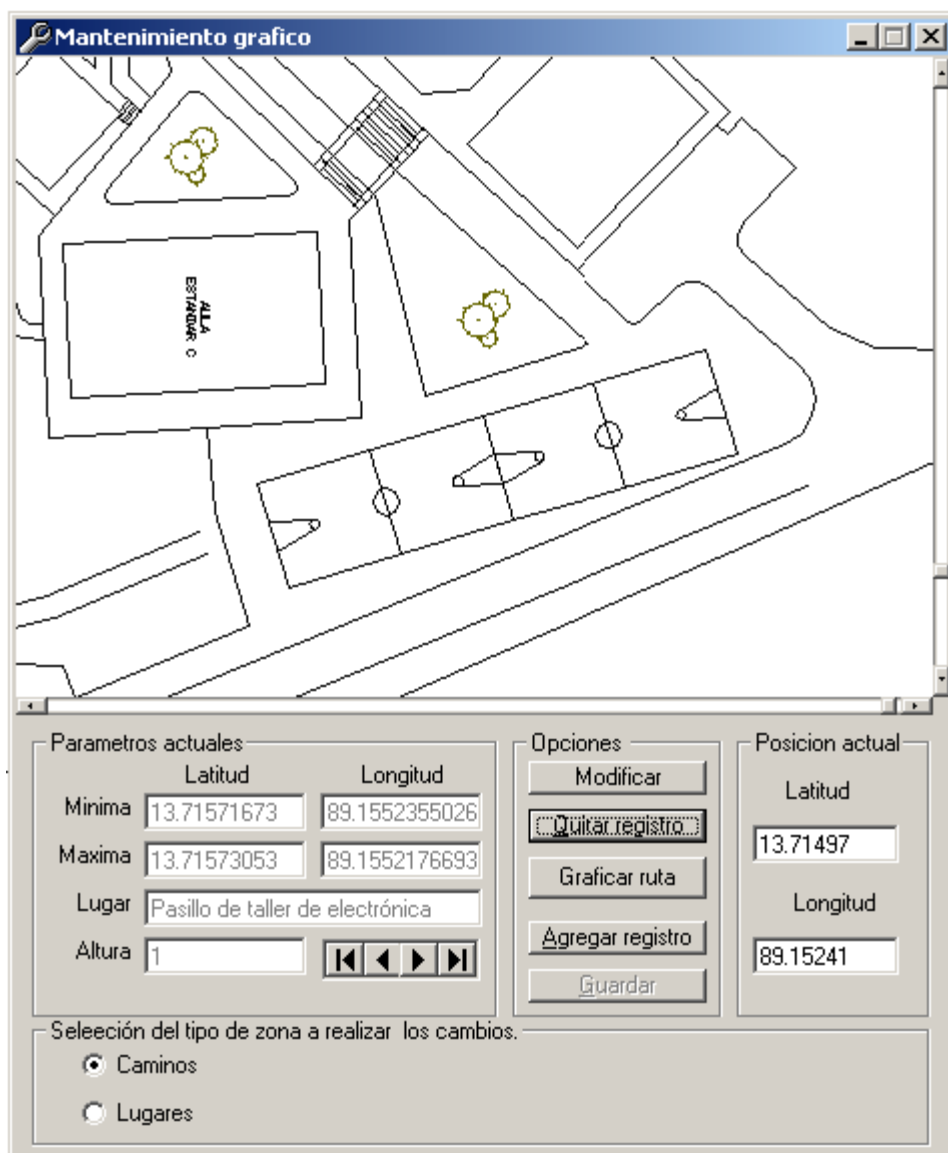 Mantenimiento grafico
AULA
ESTANDAR C
Parametros actuales
Latitud Longitud
Minima 13.71571673 89.1552355026
Maxima 13.71573053 89.1552176693
Lugar Pasillo de taller de electrónica
Altura 1
Opciones
Modificar
Quitar registro
Graficar ruta
Agregar registro
Guardar
Posicion actual
Latitud
13.71497
Longitud
89.15241
Seleeción del tipo de zona a realizar los cambios.
Caminos
Lugares